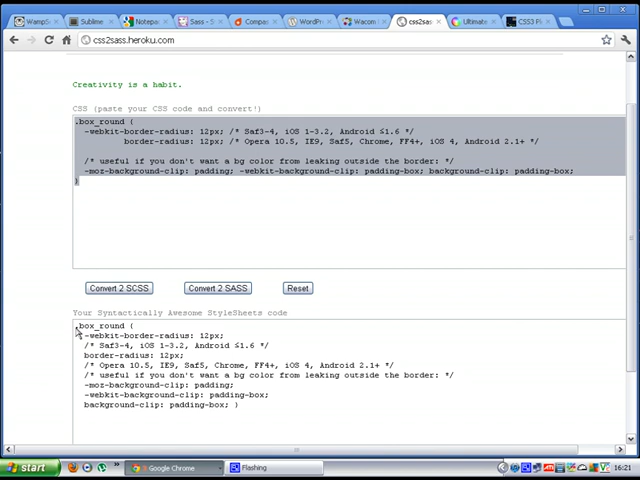 WampS
Sublime
Notep
Sass - S
Compas
WordPr
Wacom
css2sas
Ultimate
CSS3 Pl
css2sass.heroku.com
Creativity is a habit.
CSS (paste your CSS code and convert!)
.box_round {
-webkit-border-radius: 12px; /* Saf3-4, iOS 1-3.2, Android ≤1.6 */
border-radius: 12px; /* Opera 10.5, IE9, Saf5, Chrome, FF4+, iOS 4, Android 2.1+ */
/* useful if you don't want a bg color from leaking outside the border: */
-moz-background-clip: padding; -webkit-background-clip: padding-box; background-clip: padding-box;
}
Convert 2 SCSS
Convert 2 SASS
Reset
Your Syntactically Awesome StyleSheets code
.box_round {
-webkit-border-radius: 12px;
/* Saf3-4, iOS 1-3.2, Android ≤1.6 */
border-radius: 12px;
/* Opera 10.5, IE9, Saf5, Chrome, FF4+, iOS 4, Android 2.1+ */
/* useful if you don't want a bg color from leaking outside the border: */
-moz-background-clip: padding;
-webkit-background-clip: padding-box;
background-clip: padding-box; }
start
Google Chrome
Flashing
16:21